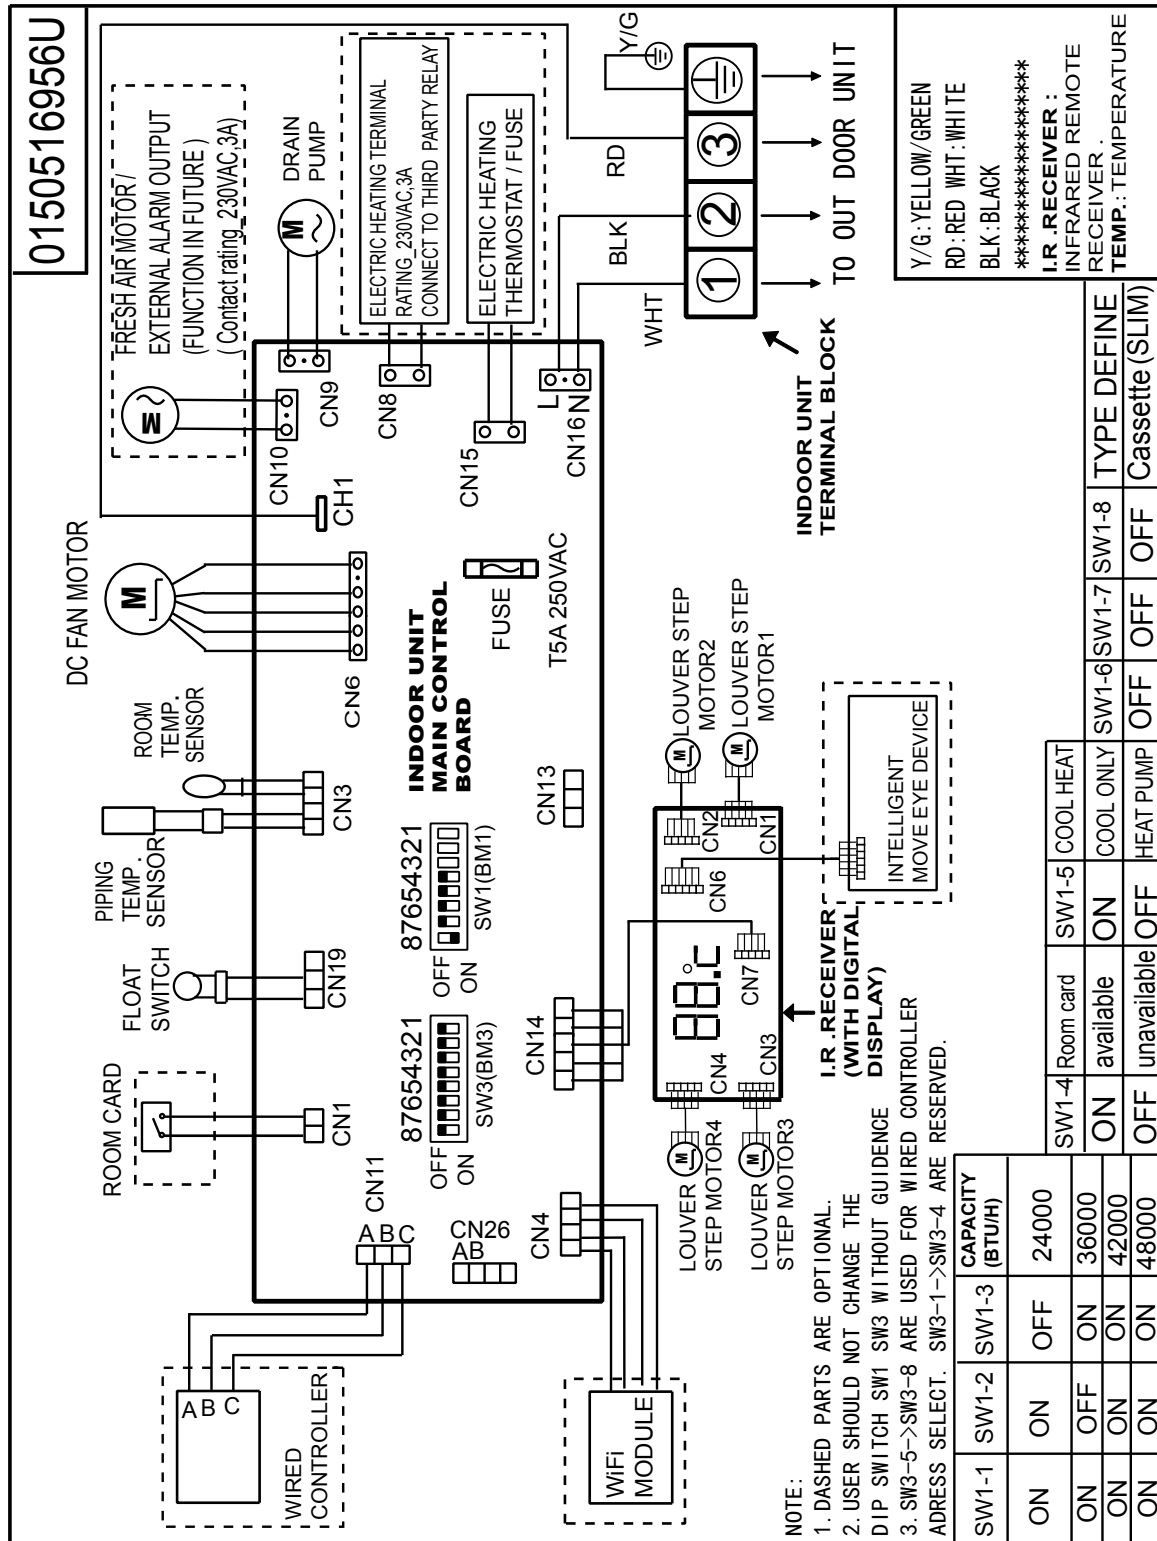 0150516956U
FRESH AIR MOTOR /
EXTERNAL ALARM OUTPUT
(FUNCTION IN FUTURE )
( Contact rating_230VAC,3A)
M
DRAIN
PUMP
M
ELECTRIC HEATING TERMINAL
RATING_230VAC,3A
CONNECT TO THIRD PARTY RELAY
ELECTRIC HEATING
THERMOSTAT / FUSE
Y/G
RD
BLK
WHT
1
2
3
TO OUT DOOR UNIT
INDOOR UNIT
TERMINAL BLOCK
CN10
CN9
CN8
CN15
CN16
L
N
CH1
DC FAN MOTOR
M
CN6
ROOM
TEMP.
SENSOR
PIPING
TEMP.
SENSOR
CN3
FLOAT
SWITCH
CN19
ROOM CARD
CN1
INDOOR UNIT
MAIN CONTROL
BOARD
FUSE
T5A 250VAC
CN13
87654321
OFF
ON
SW1(BM1)
87654321
OFF
ON
SW3(BM3)
CN14
CN11
A B C
CN26
AB
CN4
A B C
WIRED
CONTROLLER
WiFi
MODULE
M
LOUVER STEP
MOTOR2
M
LOUVER STEP
MOTOR1
CN2
CN1
CN6
CN7
CN4
CN3
88.°C
M
LOUVER
STEP MOTOR4
M
LOUVER
STEP MOTOR3
I.R .RECEIVER
(WITH DIGITAL
DISPLAY)
INTELLIGENT
MOVE EYE DEVICE
NOTE:
1. DASHED PARTS ARE OPTIONAL.
2. USER SHOULD NOT CHANGE THE
DIP SWITCH SW1 SW3 WITHOUT GUIDENCE
3. SW3-5->SW3-8 ARE USED FOR WIRED CONTROLLER
ADRESS SELECT. SW3-1->SW3-4 ARE RESERVED.
SW1-1 SW1-2 SW1-3 CAPACITY
(BTU/H)
ON ON OFF 24000
ON OFF ON 36000
ON ON ON 42000
ON ON ON 48000
SW1-4 Room card SW1-5 COOL HEAT
ON available ON COOL ONLY SW1-6 SW1-7 SW1-8 TYPE DEFINE
OFF unavailable OFF HEAT PUMP OFF OFF OFF Cassette (SLIM)
Y/G:YELLOW/GREEN
RD:RED WHT:WHITE
BLK:BLACK
******************
I.R .RECEIVER :
INFRARED REMOTE
RECEIVER .
TEMP.: TEMPERATURE